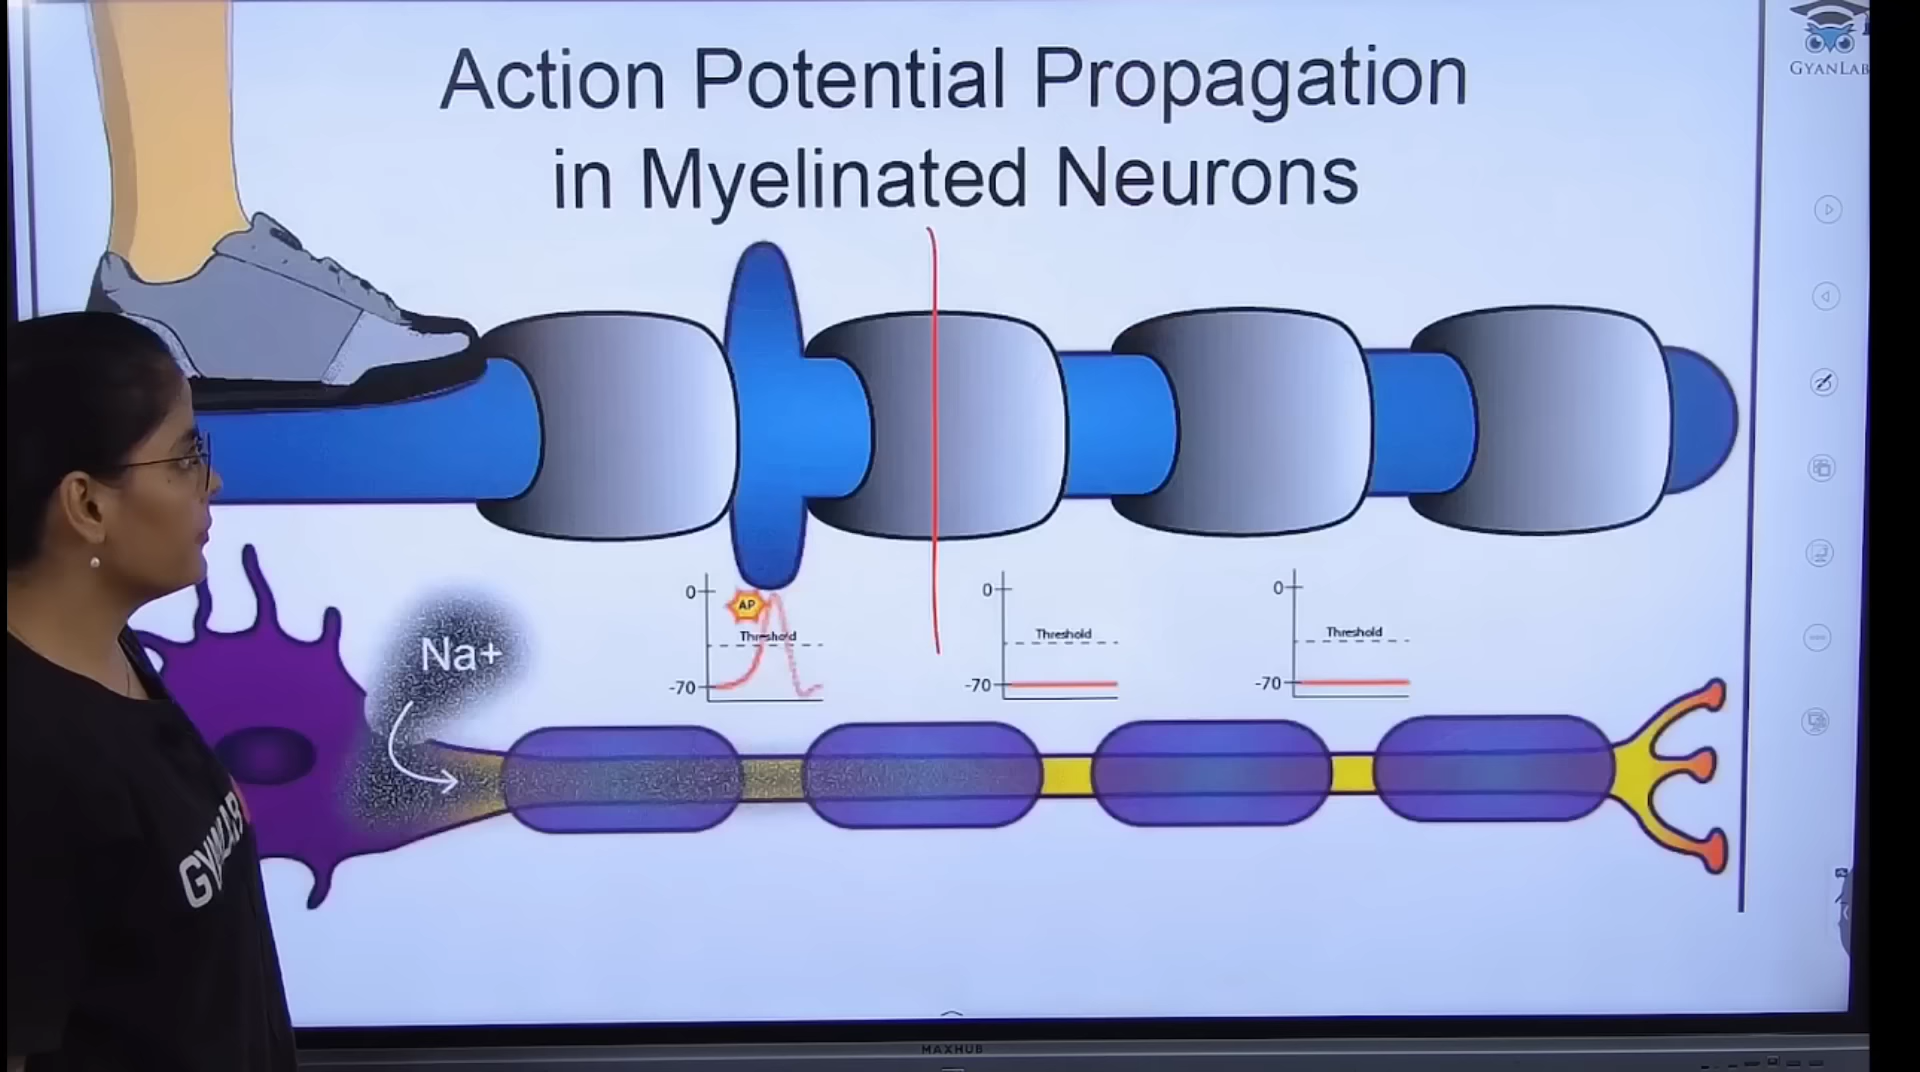 Action Potential Propagation
in Myelinated Neurons
GYANLAB
0
AP
Threshold
-70
0
Threshold
-70
0
Threshold
-70
Na+
GYANLAB
MAXHUB